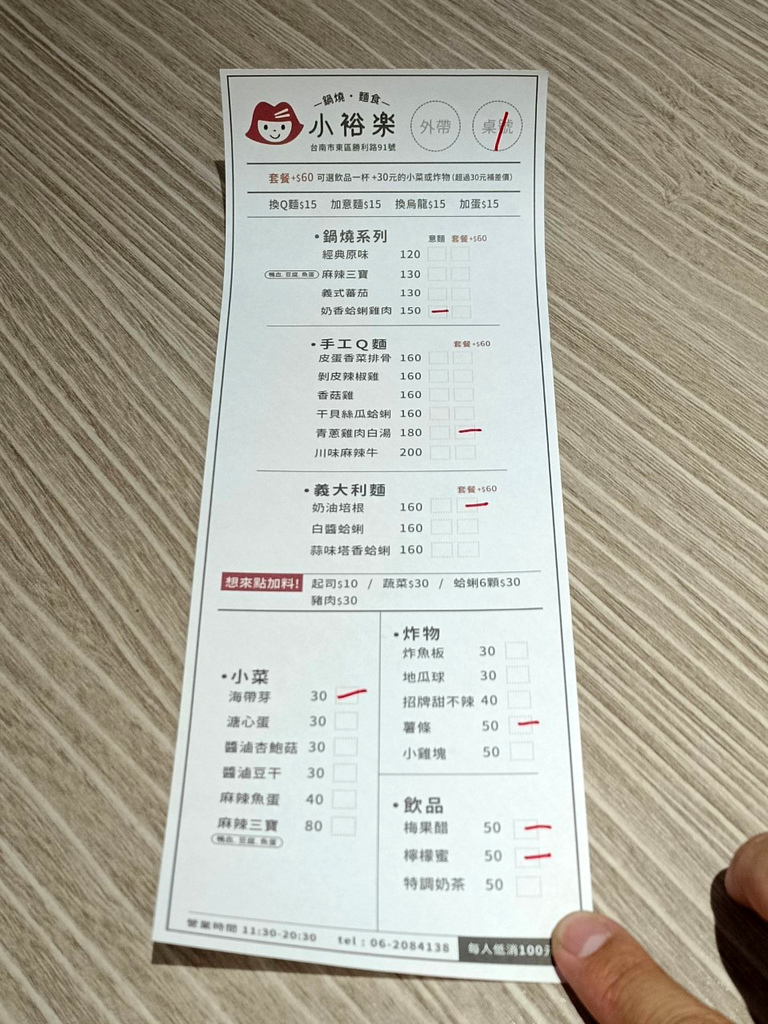 鍋燒・麵食
小裕楽
台南市東區勝利路91號
外帶
桌號
套餐+$60 可選飲品一杯 +30元的小菜或炸物(超過30元補差價)
換Q麵$15 加意麵$15 換烏龍$15 加蛋$15
・鍋燒系列 意麵 套餐+$60
經典原味 120
鴨血.豆腐.魚蛋 麻辣三寶 130
義式蕃茄 130
奶香蛤蜊雞肉 150
・手工Q麵 套餐+$60
皮蛋香菜排骨 160
剝皮辣椒雞 160
香菇雞 160
干貝絲瓜蛤蜊 160
青蔥雞肉白湯 180
川味麻辣牛 200
・義大利麵 套餐+$60
奶油培根 160
白醬蛤蜊 160
蒜味塔香蛤蜊 160
想來點加料! 起司$10 / 蔬菜$30 / 蛤蜊6顆$30
豬肉$30
・小菜
海帶芽 30
溏心蛋 30
醬滷杏鮑菇 30
醬滷豆干 30
麻辣魚蛋 40
麻辣三寶 80
鴨血.豆腐.魚蛋
・炸物
炸魚板 30
地瓜球 30
招牌甜不辣 40
薯條 50
小雞塊 50
・飲品
梅果醋 50
檸檬蜜 50
特調奶茶 50
營業時間 11:30-20:30 tel : 06-2084138 每人低消100元